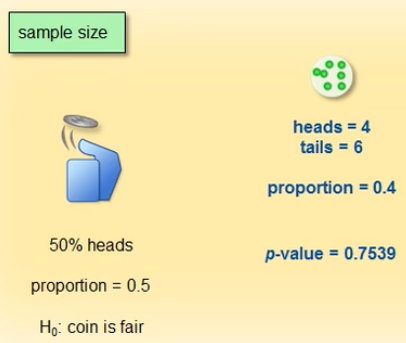 sample size
heads = 4
tails = 6
proportion = 0.4
50% heads
p-value = 0.7539
proportion = 0.5
H₀: coin is fair